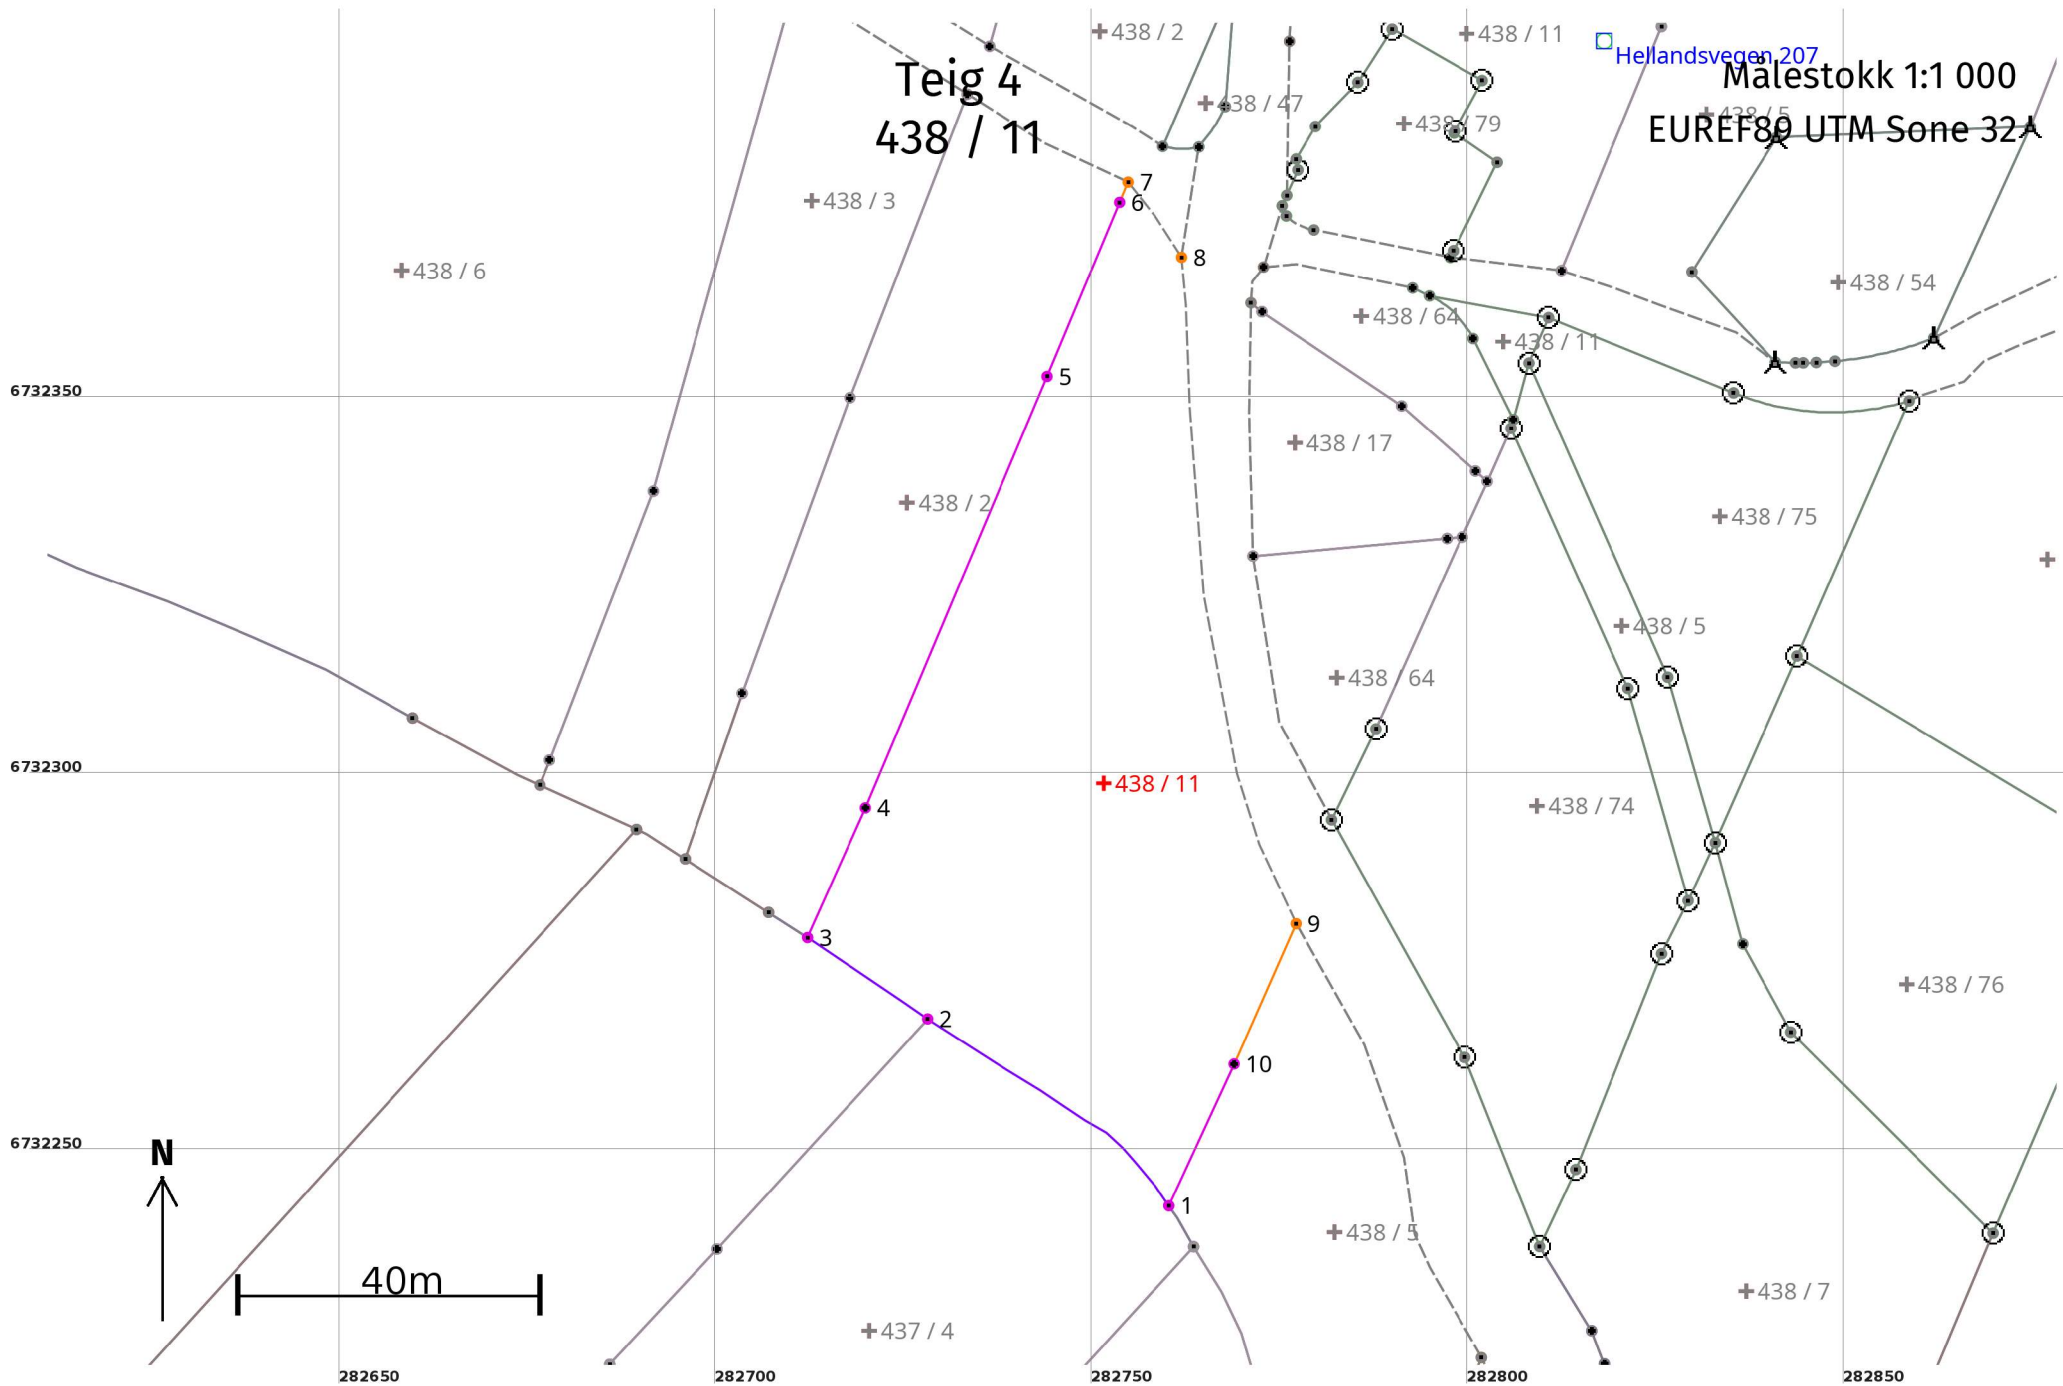 438 / 2
438 / 11
Hellandsvegen 207
Teig 4
438 / 11
Målestokk 1:1 000
EUREF89 UTM Sone 32
438 / 47
438 / 79
438 / 5
438 / 3
7
6
8
438 / 6
438 / 54
438 / 64
438 / 11
5
6732350
438 / 17
438 / 2
438 / 75
438 / 5
438 / 64
6732300
438 / 11
4
438 / 74
3
9
438 / 76
2
10
6732250
N
1
438 / 5
40m
438 / 7
437 / 4
282650
282700
282750
282800
282850